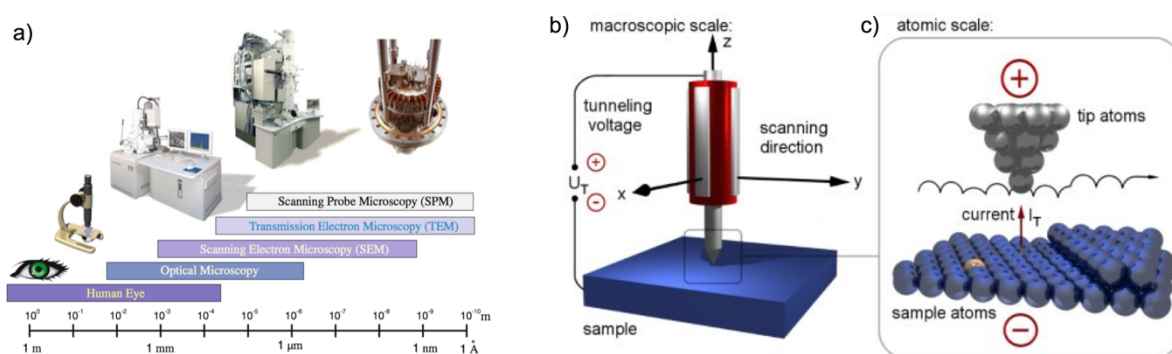 a)
Scanning Probe Microscopy (SPM)
Transmission Electron Microscopy (TEM)
Scanning Electron Microscopy (SEM)
Optical Microscopy
Human Eye
10⁰ 10⁻¹ 10⁻² 10⁻³ 10⁻⁴ 10⁻⁵ 10⁻⁶ 10⁻⁷ 10⁻⁸ 10⁻⁹ 10⁻¹⁰ m
1 m 1 mm 1 µm 1 nm 1 Å
b)
macroscopic scale:
z
tunneling
voltage
+
U_T
−
scanning
direction
x
y
sample
c)
atomic scale:
+
tip atoms
current I_T
sample atoms
−